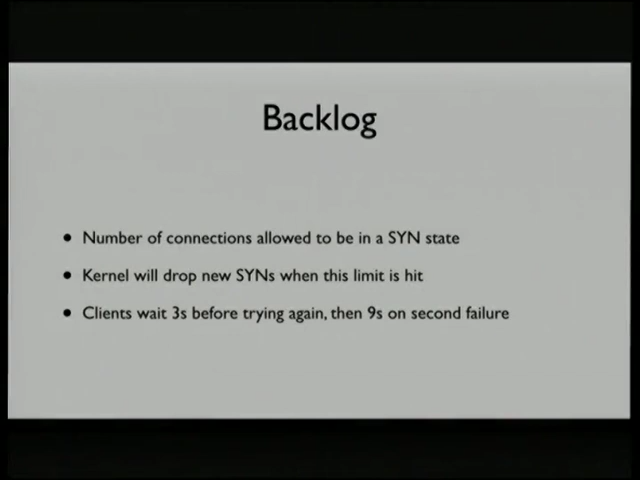 Backlog
• Number of connections allowed to be in a SYN state
• Kernel will drop new SYNs when this limit is hit
• Clients wait 3s before trying again, then 9s on second failure